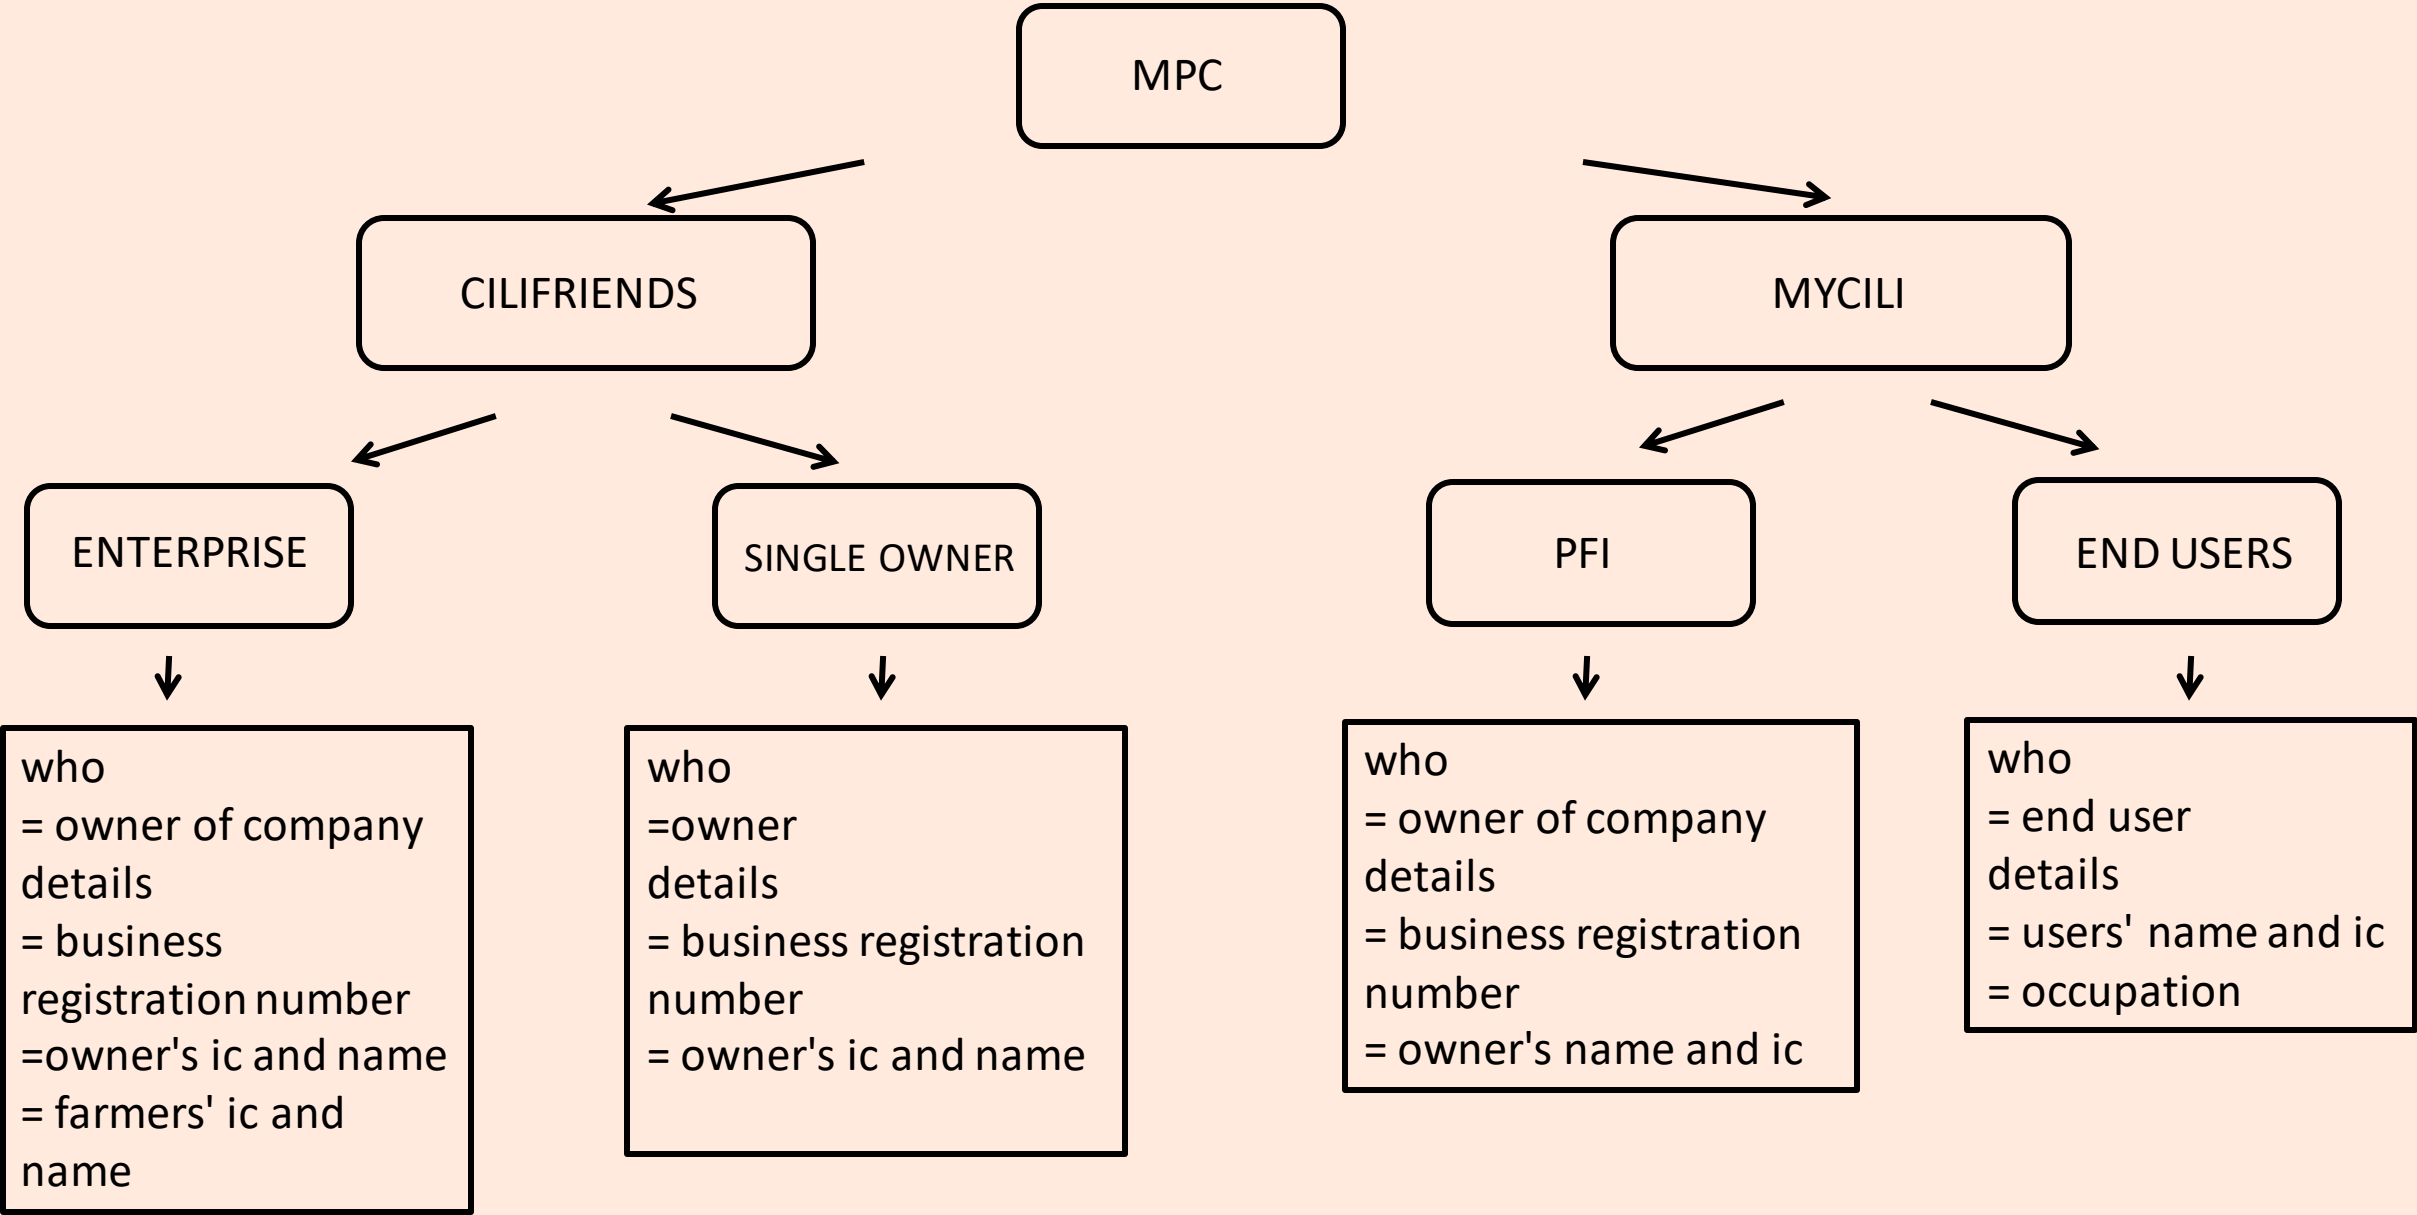 MPC
CILIFRIENDS
MYCILI
ENTERPRISE
SINGLE OWNER
PFI
END USERS
who
= owner of company
details
= business
registration number
=owner's ic and name
= farmers' ic and
name
who
=owner
details
= business registration
number
= owner's ic and name
who
= owner of company
details
= business registration
number
= owner's name and ic
who
= end user
details
= users' name and ic
= occupation